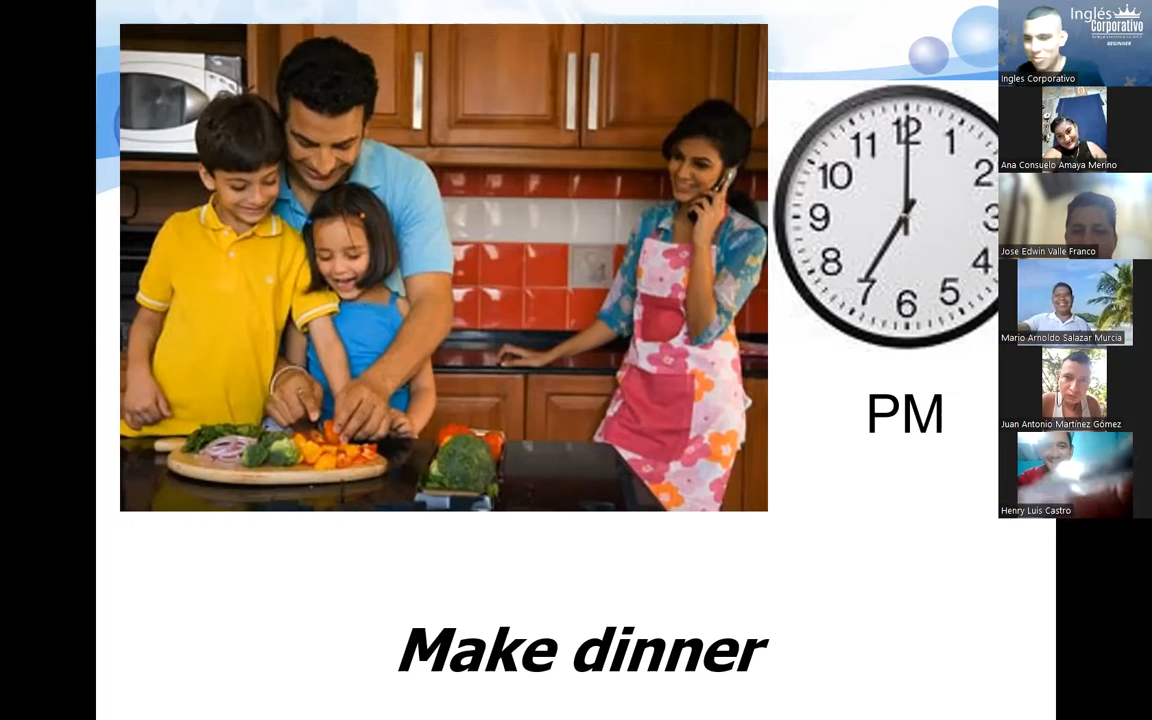 Make dinner
PM
12
1
2
3
4
5
6
7
8
9
10
11
Inglés
Corporativo
BEGINNER
Ingles Corporativo
Ana Consuelo Amaya Merino
Jose Edwin Valle Franco
Mario Arnoldo Salazar Murcia
Juan Antonio Martinez Gómez
Henry Luis Castro